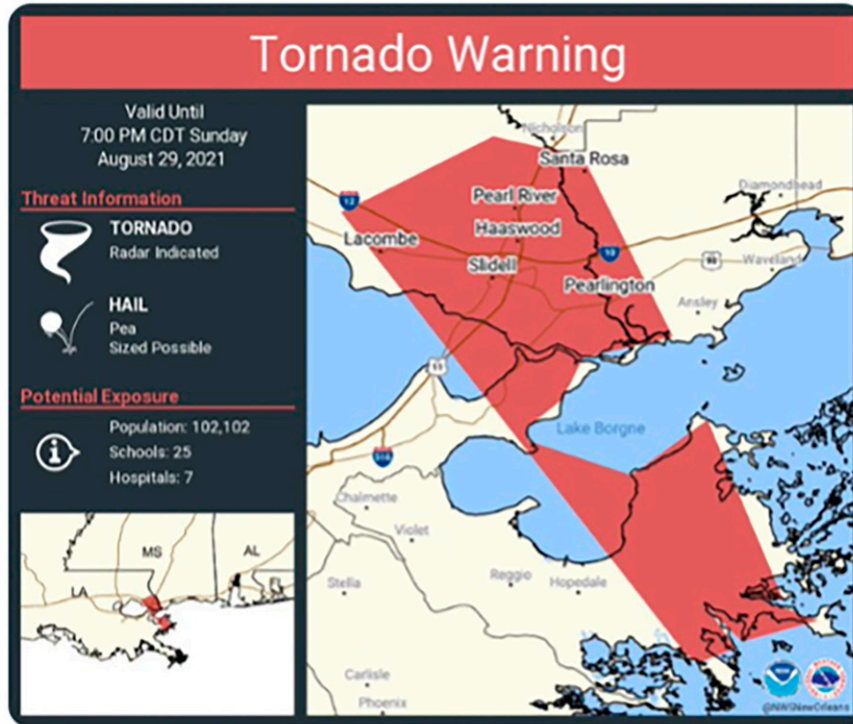 Tornado Warning
Valid Until
7:00 PM CDT Sunday
August 29, 2021
Threat Information
TORNADO
Radar Indicated
HAIL
Pea
Sized Possible
Potential Exposure
Population: 102,102
Schools: 25
Hospitals: 7
MS
AL
LA
Nicholson
Santa Rosa
Pearl River
Diamondhead
12
Haaswood
Lacombe
10
90
Waveland
Slidell
Pearlington
Ansley
11
Lake Borgne
510
Chalmette
Violet
Stella
Reggio
Hopedale
Carlisle
Phoenix
@NWSNewOrleans